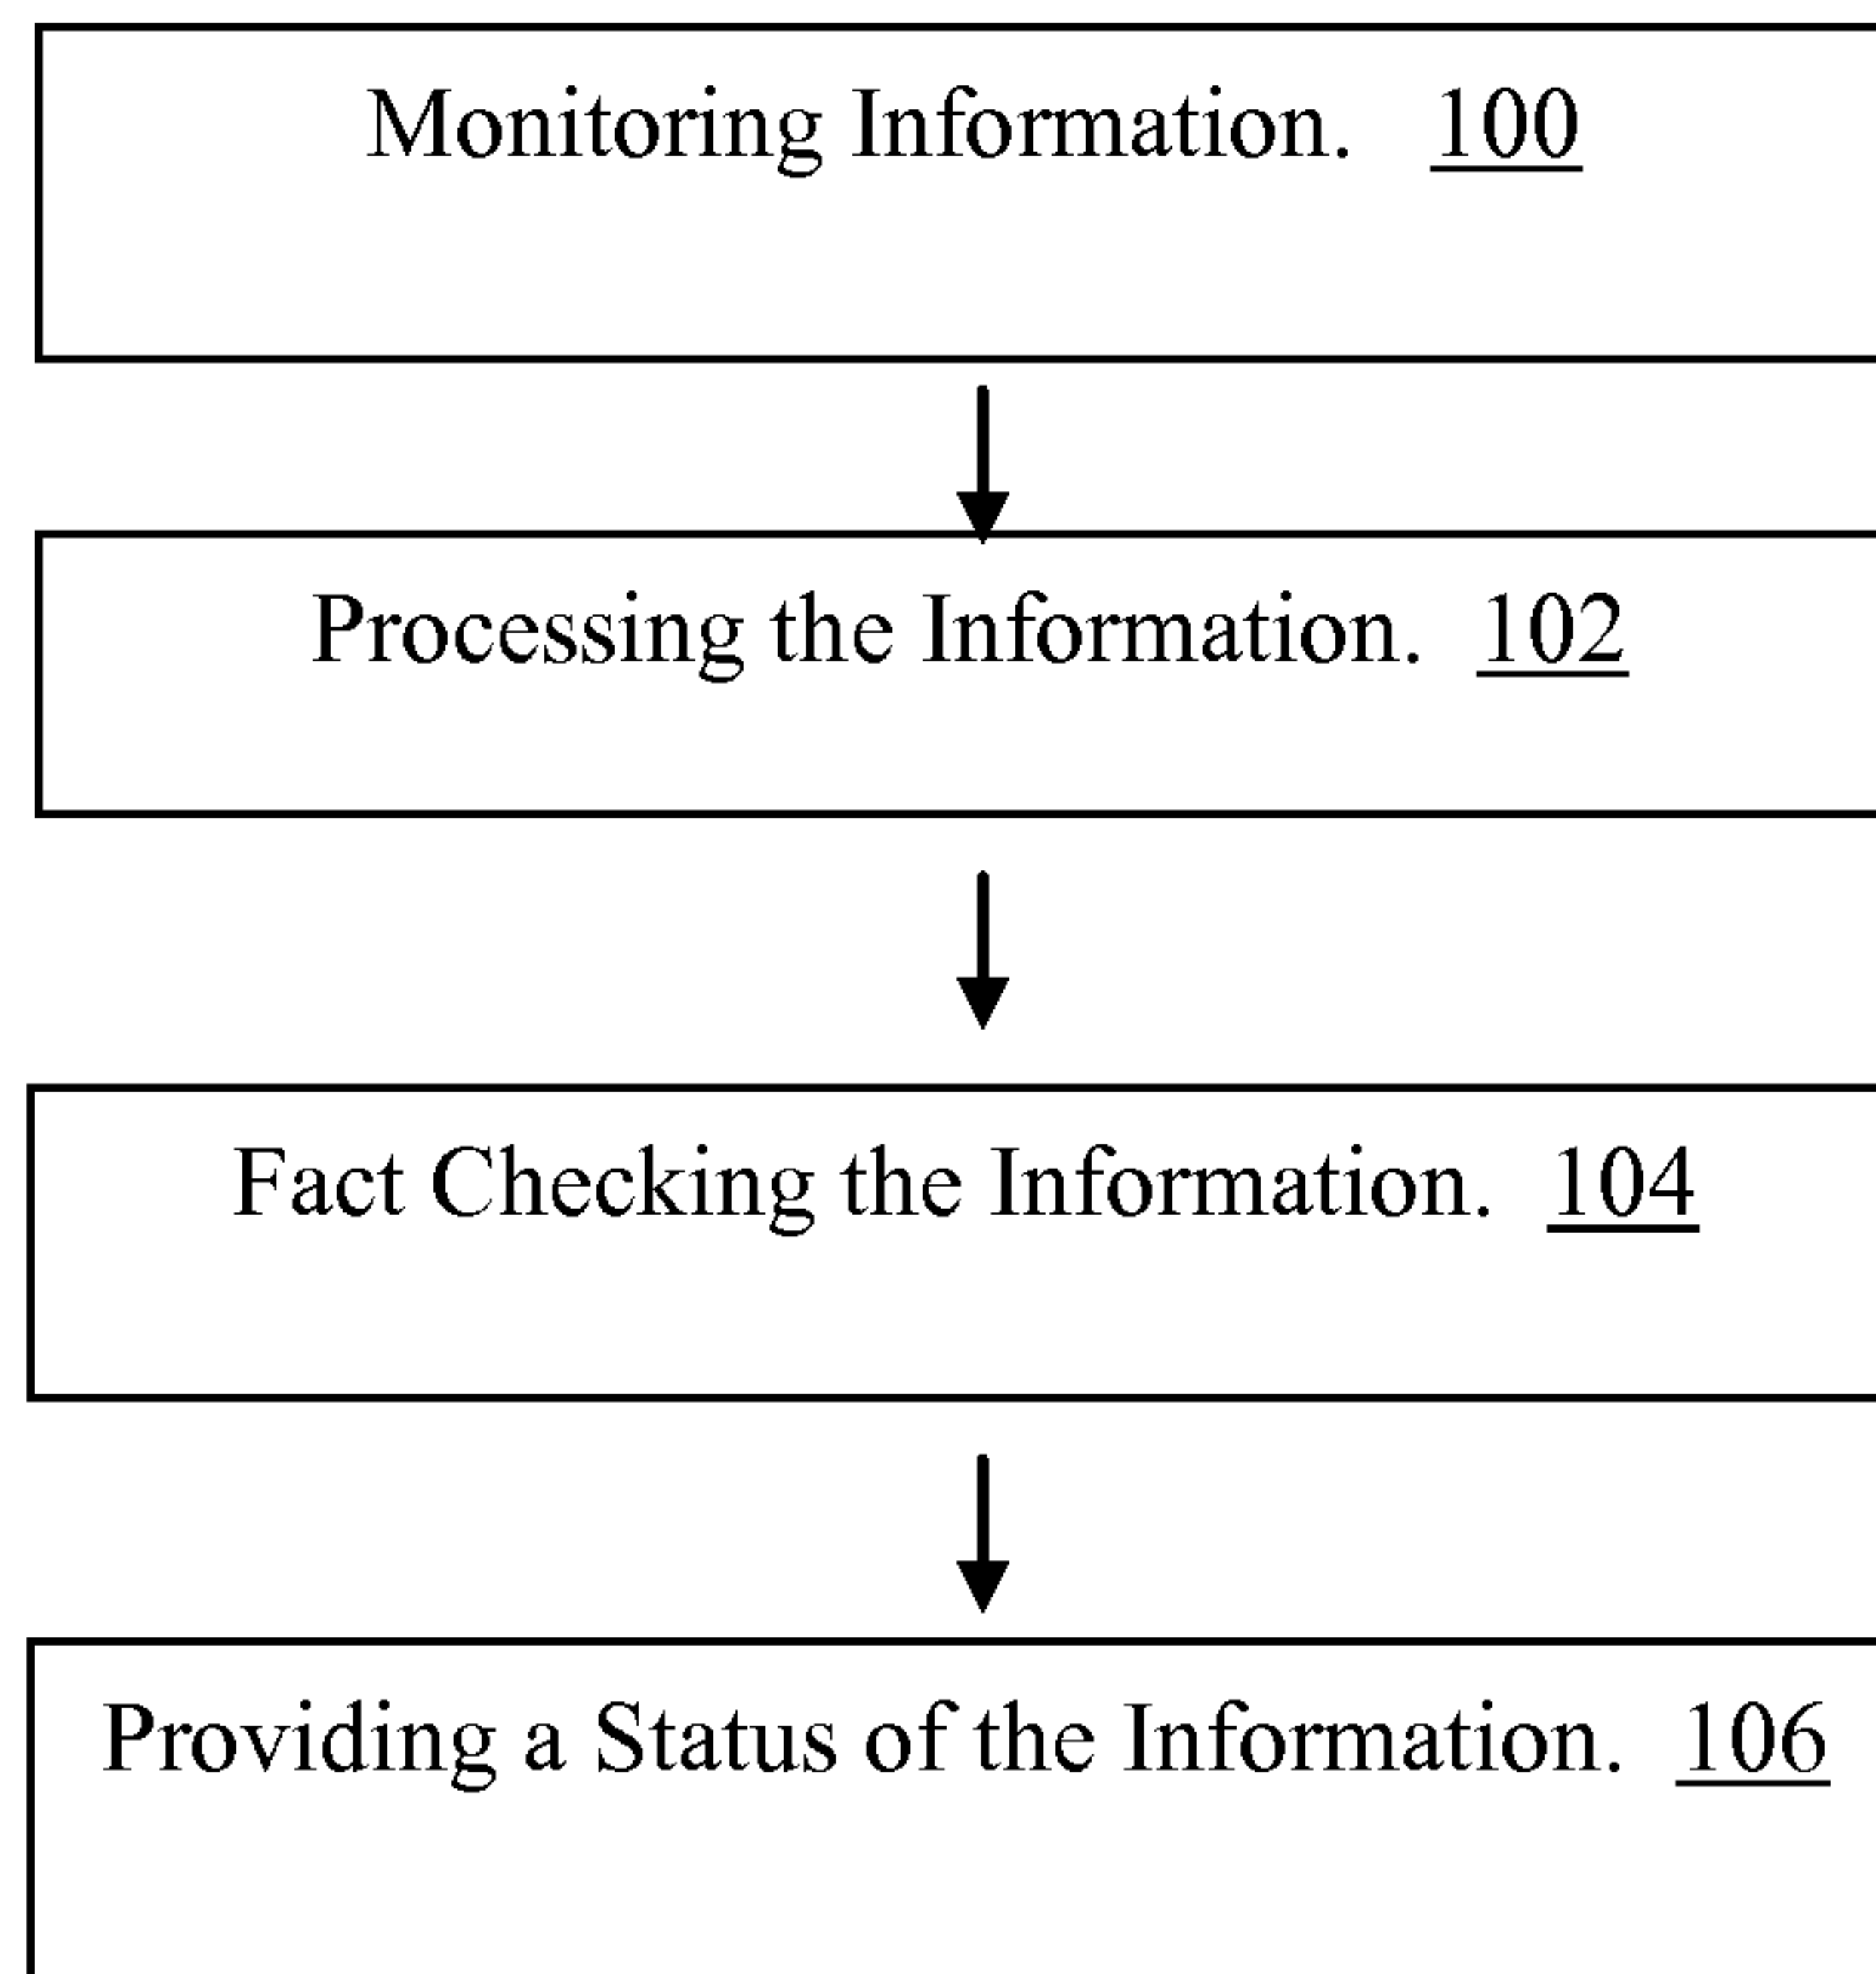 Monitoring Information. 100
Processing the Information. 102
Fact Checking the Information. 104
Providing a Status of the Information. 106